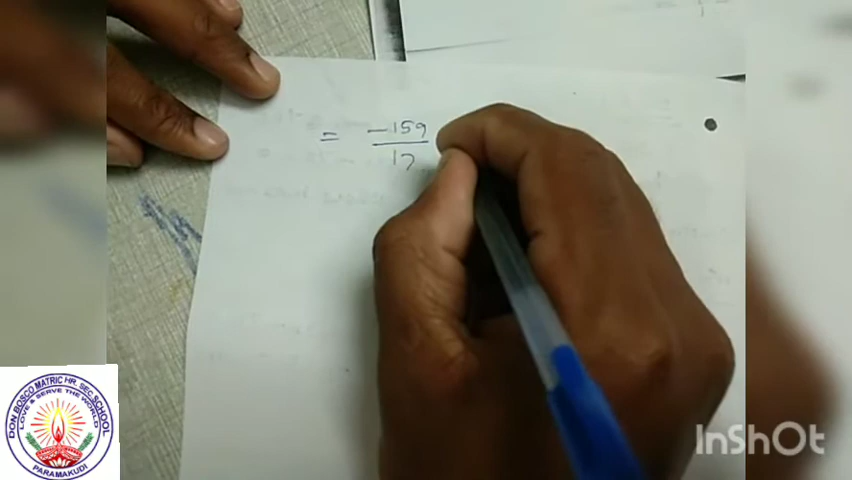 = -159
17
DON BOSCO MATRIC HR. SEC. SCHOOL
LOVE & SERVE THE WORLD
PARAMAKUDI
InShOt